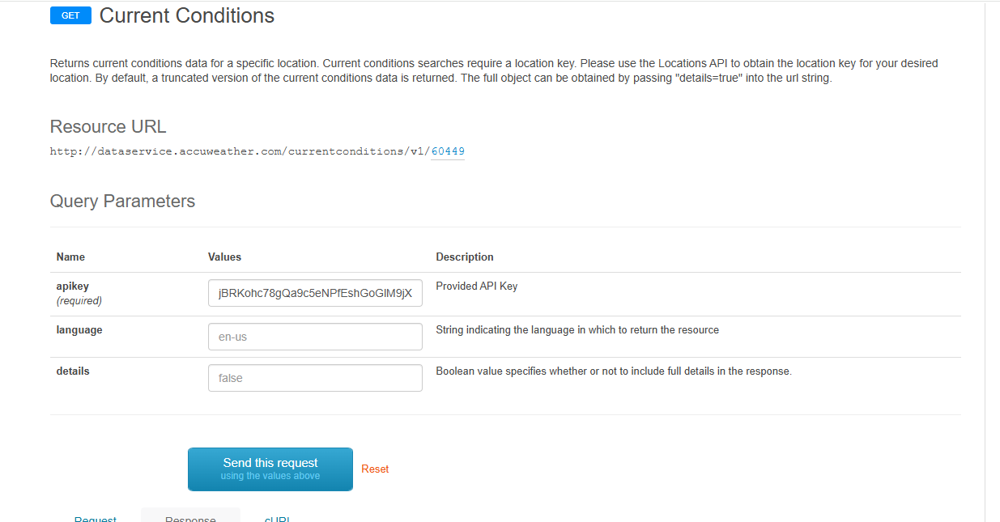 GET Current Conditions
Returns current conditions data for a specific location. Current conditions searches require a location key. Please use the Locations API to obtain the location key for your desired
location. By default, a truncated version of the current conditions data is returned. The full object can be obtained by passing "details=true" into the url string.
Resource URL
http://dataservice.accuweather.com/currentconditions/v1/60449
Query Parameters
Name Values Description
apikey jBRKohc78gQa9c5eNPfEshGoGlM9jX Provided API Key
(required)
language en-us String indicating the language in which to return the resource
details false Boolean value specifies whether or not to include full details in the response.
Send this request Reset
using the values above
Request Response cURL